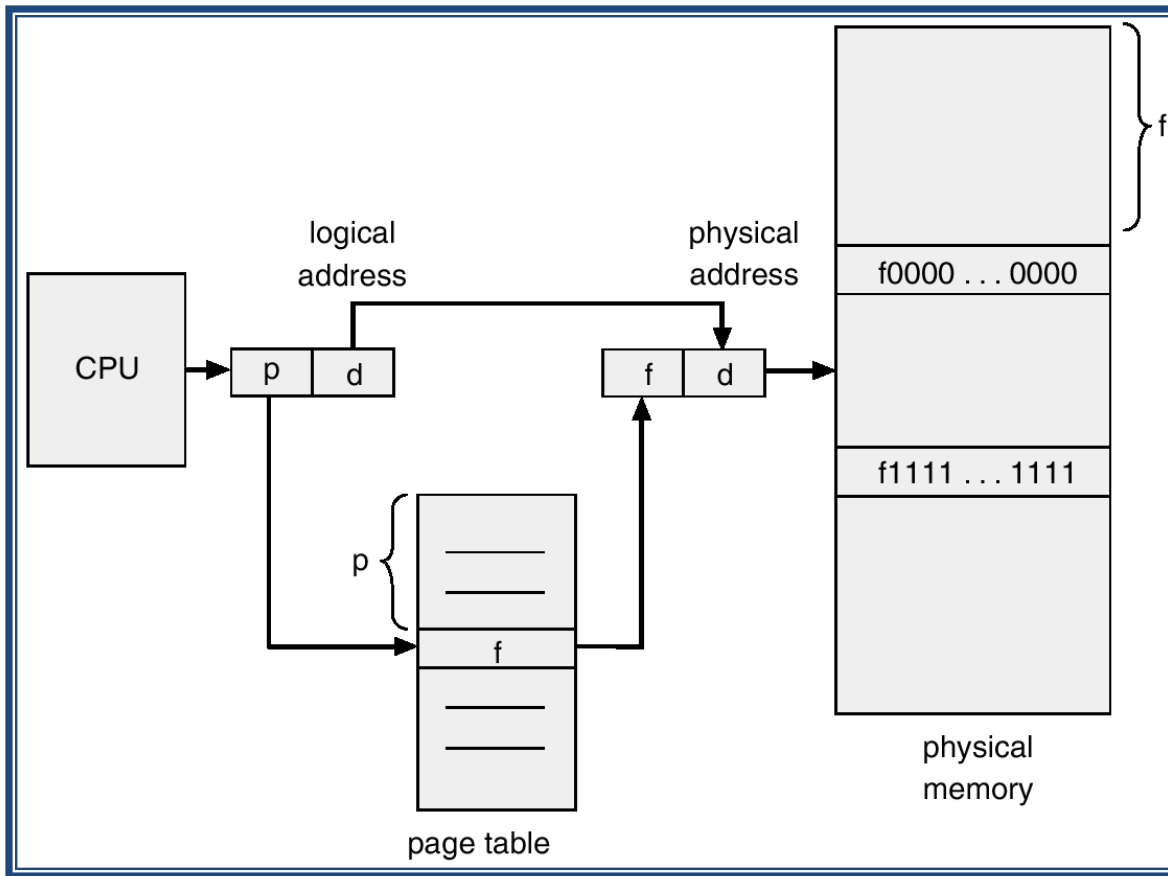 f
logical
address
physical
address
f0000 . . . 0000
CPU
p
d
f
d
f1111 . . . 1111
p
f
physical
memory
page table